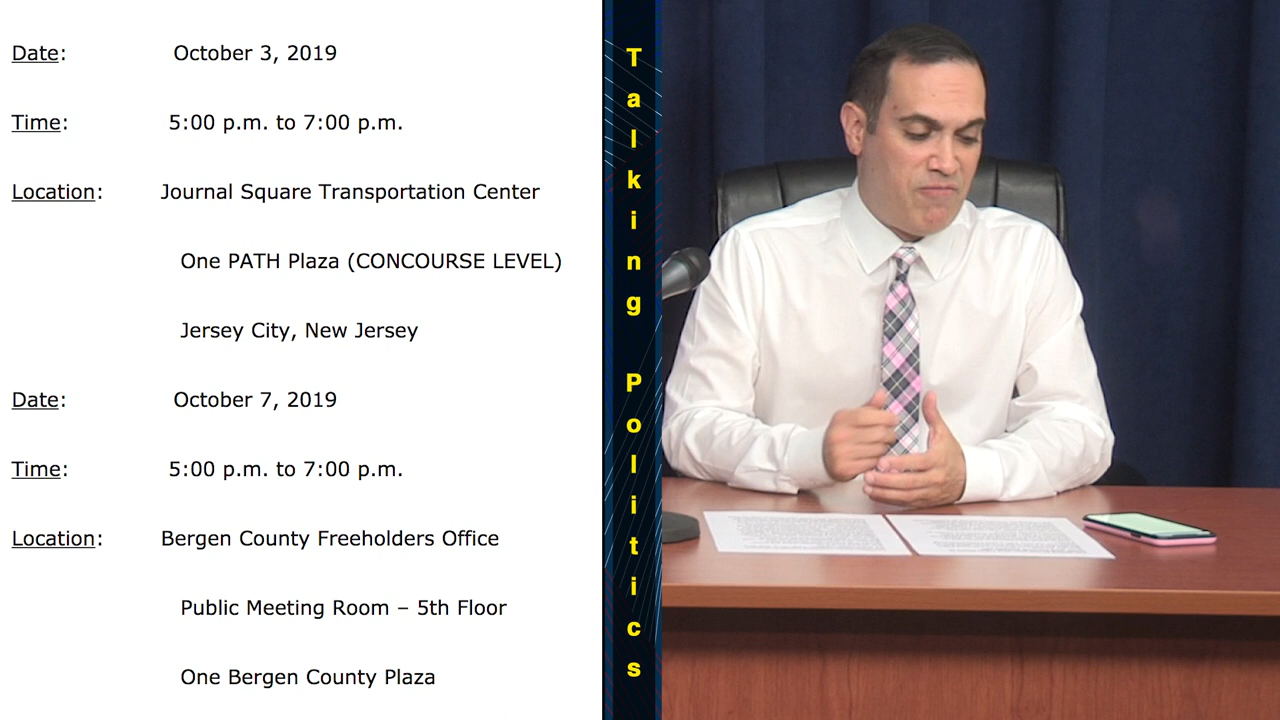 Date: October 3, 2019
Time: 5:00 p.m. to 7:00 p.m.
Location: Journal Square Transportation Center
One PATH Plaza (CONCOURSE LEVEL)
Jersey City, New Jersey
Date: October 7, 2019
Time: 5:00 p.m. to 7:00 p.m.
Location: Bergen County Freeholders Office
Public Meeting Room – 5th Floor
One Bergen County Plaza
Talking Politics